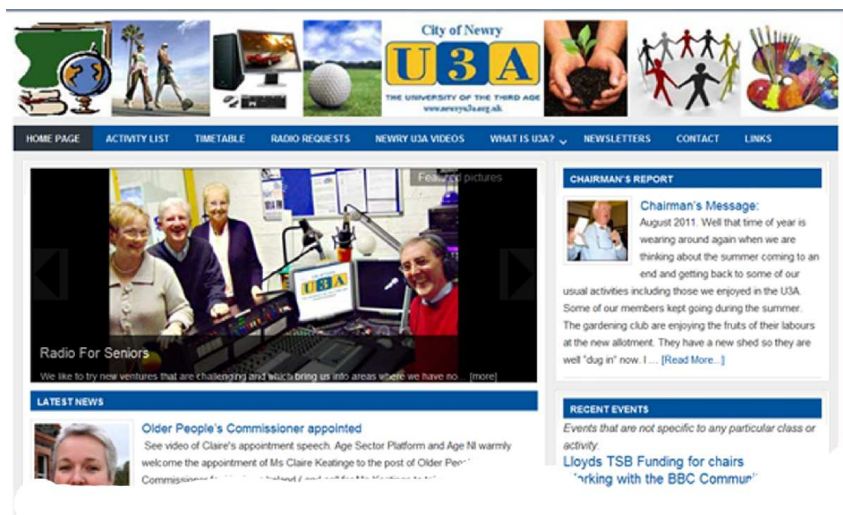 City of Newry
U3A
THE UNIVERSITY OF THE THIRD AGE
www.newryu3a.org.uk
HOME PAGE ACTIVITY LIST TIMETABLE RADIO REQUESTS NEWRY U3A VIDEOS WHAT IS U3A? NEWSLETTERS CONTACT LINKS
Featured pictures
U3A
Radio For Seniors
We like to try new ventures that are challenging and which bring us into areas where we have no [more]
LATEST NEWS
Older People's Commissioner appointed
See video of Claire's appointment speech. Age Sector Platform and Age NI warmly
welcome the appointment of Ms Claire Keatinge to the post of Older
CHAIRMAN'S REPORT
Chairman's Message:
August 2011. Well that time of year is
wearing around again when we are
thinking about the summer coming to an
end and getting back to some of our
usual activities including those we enjoyed in the U3A.
Some of our members kept going during the summer.
The gardening club are enjoying the fruits of their labours
at the new allotment. They have a new shed so they are
well "dug in" now. I ... [Read More...]
RECENT EVENTS
Events that are not specific to any particular class or
activity.
Lloyds TSB Funding for chairs
with the BBC